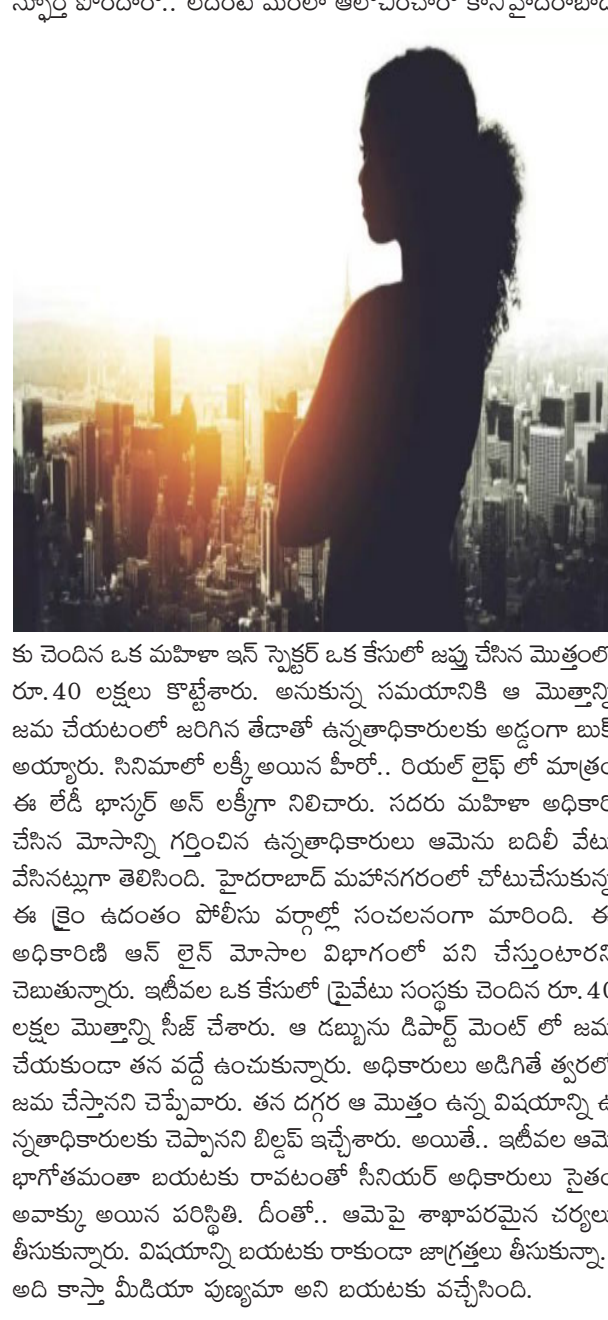 స్ఫూర్తి పొందారో.. లేదంటే మరేలా ఆలోచించారో కానీ హైదరాబాద్
కు చెందిన ఒక మహిళా ఇన్ స్పెక్టర్ ఒక కేసులో జప్తు చేసిన మొత్తంలో
రూ.40 లక్షలు కొట్టేశారు. అనుకున్న సమయానికి ఆ మొత్తాన్ని
జమ చేయటంలో జరిగిన తేడాతో ఉన్నతాధికారులకు అడ్డంగా బుక్
అయ్యారు. సినిమాలో లక్కీ అయిన హీరో.. రియల్ లైఫ్ లో మాత్రం
ఈ లేడీ భాస్కర్ అన్ లక్కీగా నిలిచారు. సదరు మహిళా అధికారి
చేసిన మోసాన్ని గర్తించిన ఉన్నతాధికారులు ఆమెను బదిలీ వేటు
వేసినట్లుగా తెలిసింది. హైదరాబాద్ మహానగరంలో చోటుచేసుకున్న
ఈ క్రైం ఉదంతం పోలీసు వర్గాల్లో సంచలనంగా మారింది. ఈ
అధికారిణి ఆన్ లైన్ మోసాల విభాగంలో పని చేస్తుంటారని
చెబుతున్నారు. ఇటీవల ఒక కేసులో ప్రైవేటు సంస్థకు చెందిన రూ.40
లక్షల మొత్తాన్ని సీజ్ చేశారు. ఆ డబ్బును డిపార్ట్ మెంట్ లో జమ
చేయకుండా తన వద్దే ఉంచుకున్నారు. అధికారులు అడిగితే త్వరలో
జమ చేస్తానని చెప్పేవారు. తన దగ్గర ఆ మొత్తం ఉన్న విషయాన్ని ఉ
న్నతాధికారులకు చెప్పానని బిల్డప్ ఇచ్చేశారు. అయితే.. ఇటీవల ఆమె
భాగోతమంతా బయటకు రావటంతో సీనియర్ అధికారులు సైతం
అవాక్కు అయిన పరిస్థితి. దీంతో.. ఆమెపై శాఖాపరమైన చర్యలు
తీసుకున్నారు. విషయాన్ని బయటకు రాకుండా జాగ్రత్తలు తీసుకున్నా.
అది కాస్తా మీడియా పుణ్యమా అని బయటకు వచ్చేసింది.